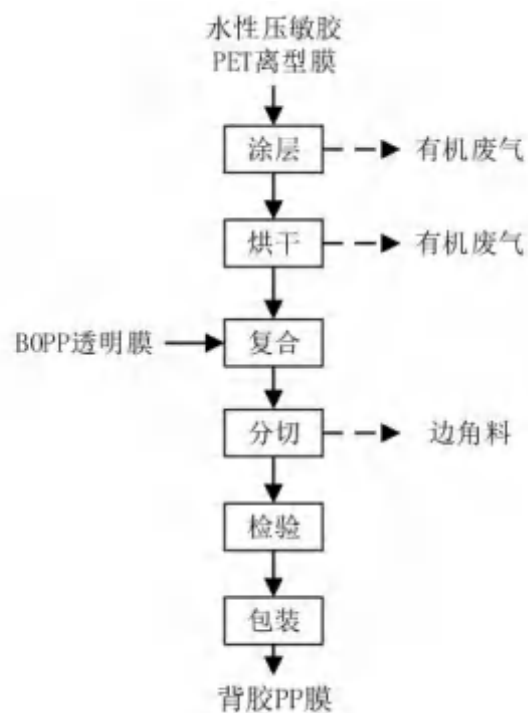 水性压敏胶
PET离型膜
涂层
有机废气
烘干
有机废气
BOPP透明膜
复合
分切
边角料
检验
包装
背胶PP膜